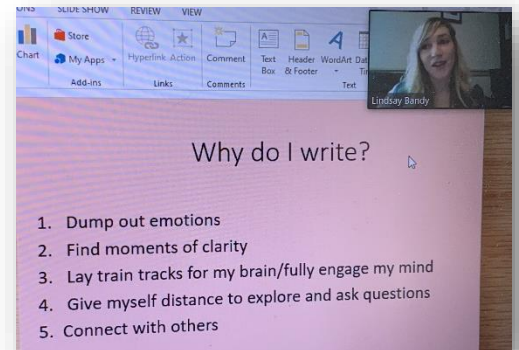 SLIDE SHOW REVIEW VIEW
Chart
Store
My Apps
Add-ins
Hyperlink Action
Links
Comment
Comments
Text Box
Header & Footer
WordArt
Text
Lindsay Bandy
Why do I write?
1. Dump out emotions
2. Find moments of clarity
3. Lay train tracks for my brain/fully engage my mind
4. Give myself distance to explore and ask questions
5. Connect with others